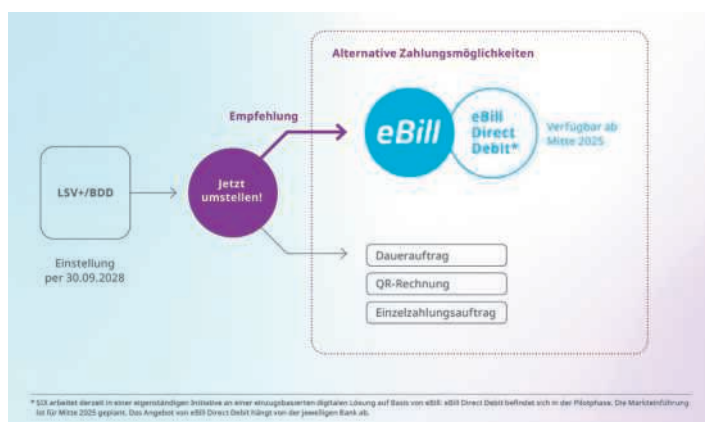 Alternative Zahlungsmöglichkeiten
Empfehlung
eBill
eBill
Direct
Debit*
Verfügbar ab
Mitte 2025
LSV+/BDD
Jetzt
umstellen!
Einstellung
per 30.09.2028
Dauerauftrag
QR-Rechnung
Einzelzahlungsauftrag
* SIX arbeitet derzeit in einer eigenständigen Initiative an einer einzugsbasierten digitalen Lösung auf Basis von eBill. eBill Direct Debit befindet sich in der Pilotphase. Die Markteinführung
ist für Mitte 2025 geplant. Das Angebot von eBill Direct Debit hängt von der jeweiligen Bank ab.